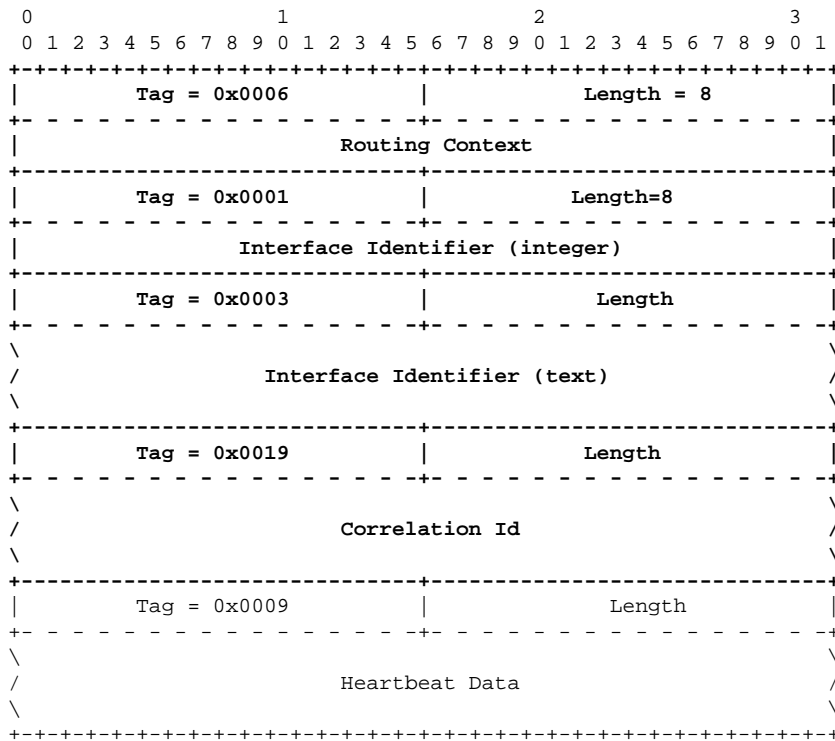 0                   1                   2                   3
 0 1 2 3 4 5 6 7 8 9 0 1 2 3 4 5 6 7 8 9 0 1 2 3 4 5 6 7 8 9 0 1
+-+-+-+-+-+-+-+-+-+-+-+-+-+-+-+-+-+-+-+-+-+-+-+-+-+-+-+-+-+-+-+-+
|         Tag = 0x0006          |            Length = 8         |
+- - - - - - - - - - - - - - - -+- - - - - - - - - - - - - - - -+
|                         Routing Context                       |
+-------------------------------+-------------------------------+
|         Tag = 0x0001          |           Length=8            |
+- - - - - - - - - - - - - - - -+- - - - - - - - - - - - - - - -+
|                 Interface Identifier (integer)                |
+-------------------------------+-------------------------------+
|         Tag = 0x0003          |             Length            |
+- - - - - - - - - - - - - - - -+- - - - - - - - - - - - - - - -+
\                                                               \
/                   Interface Identifier (text)                 /
\                                                               \
+-------------------------------+-------------------------------+
|         Tag = 0x0019          |            Length             |
+- - - - - - - - - - - - - - - -+- - - - - - - - - - - - - - - -+
\                                                               \
/                         Correlation Id                        /
\                                                               \
+-------------------------------+-------------------------------+
|         Tag = 0x0009          |              Length           |
+- - - - - - - - - - - - - - - -+- - - - - - - - - - - - - - - -+
\                                                               \
/                         Heartbeat Data                        /
\                                                               \
+-+-+-+-+-+-+-+-+-+-+-+-+-+-+-+-+-+-+-+-+-+-+-+-+-+-+-+-+-+-+-+-+